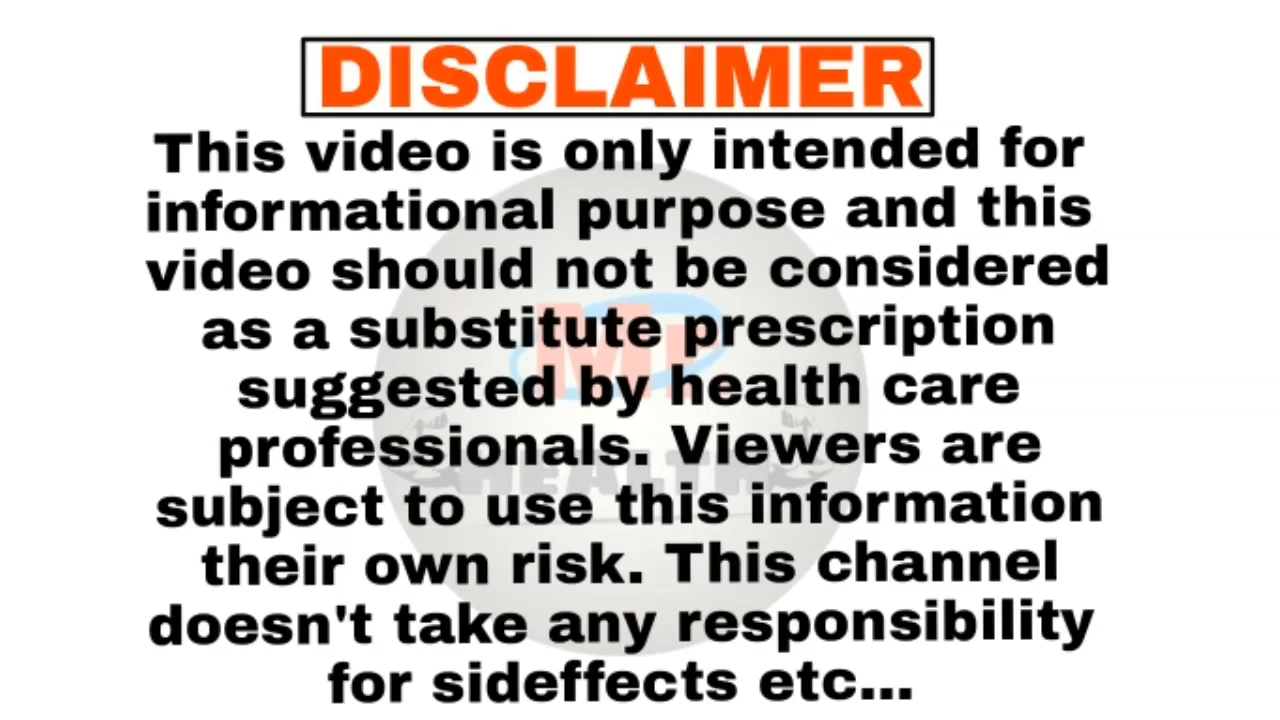 DISCLAIMER
This video is only intended for
informational purpose and this
video should not be considered
as a substitute prescription
suggested by health care
professionals. Viewers are
subject to use this information
their own risk. This channel
doesn't take any responsibility
for sideffects etc...
HEALTH